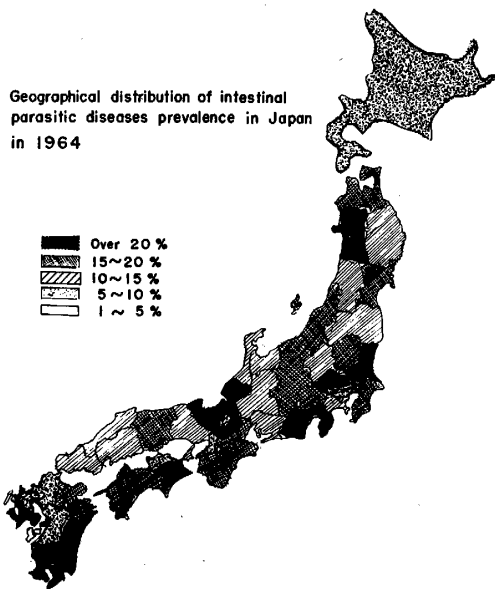 Geographical distribution of intestinal
parasitic diseases prevalence in Japan
in 1964
Over 20 %
15~20 %
10~15 %
5~10 %
1 ~ 5 %